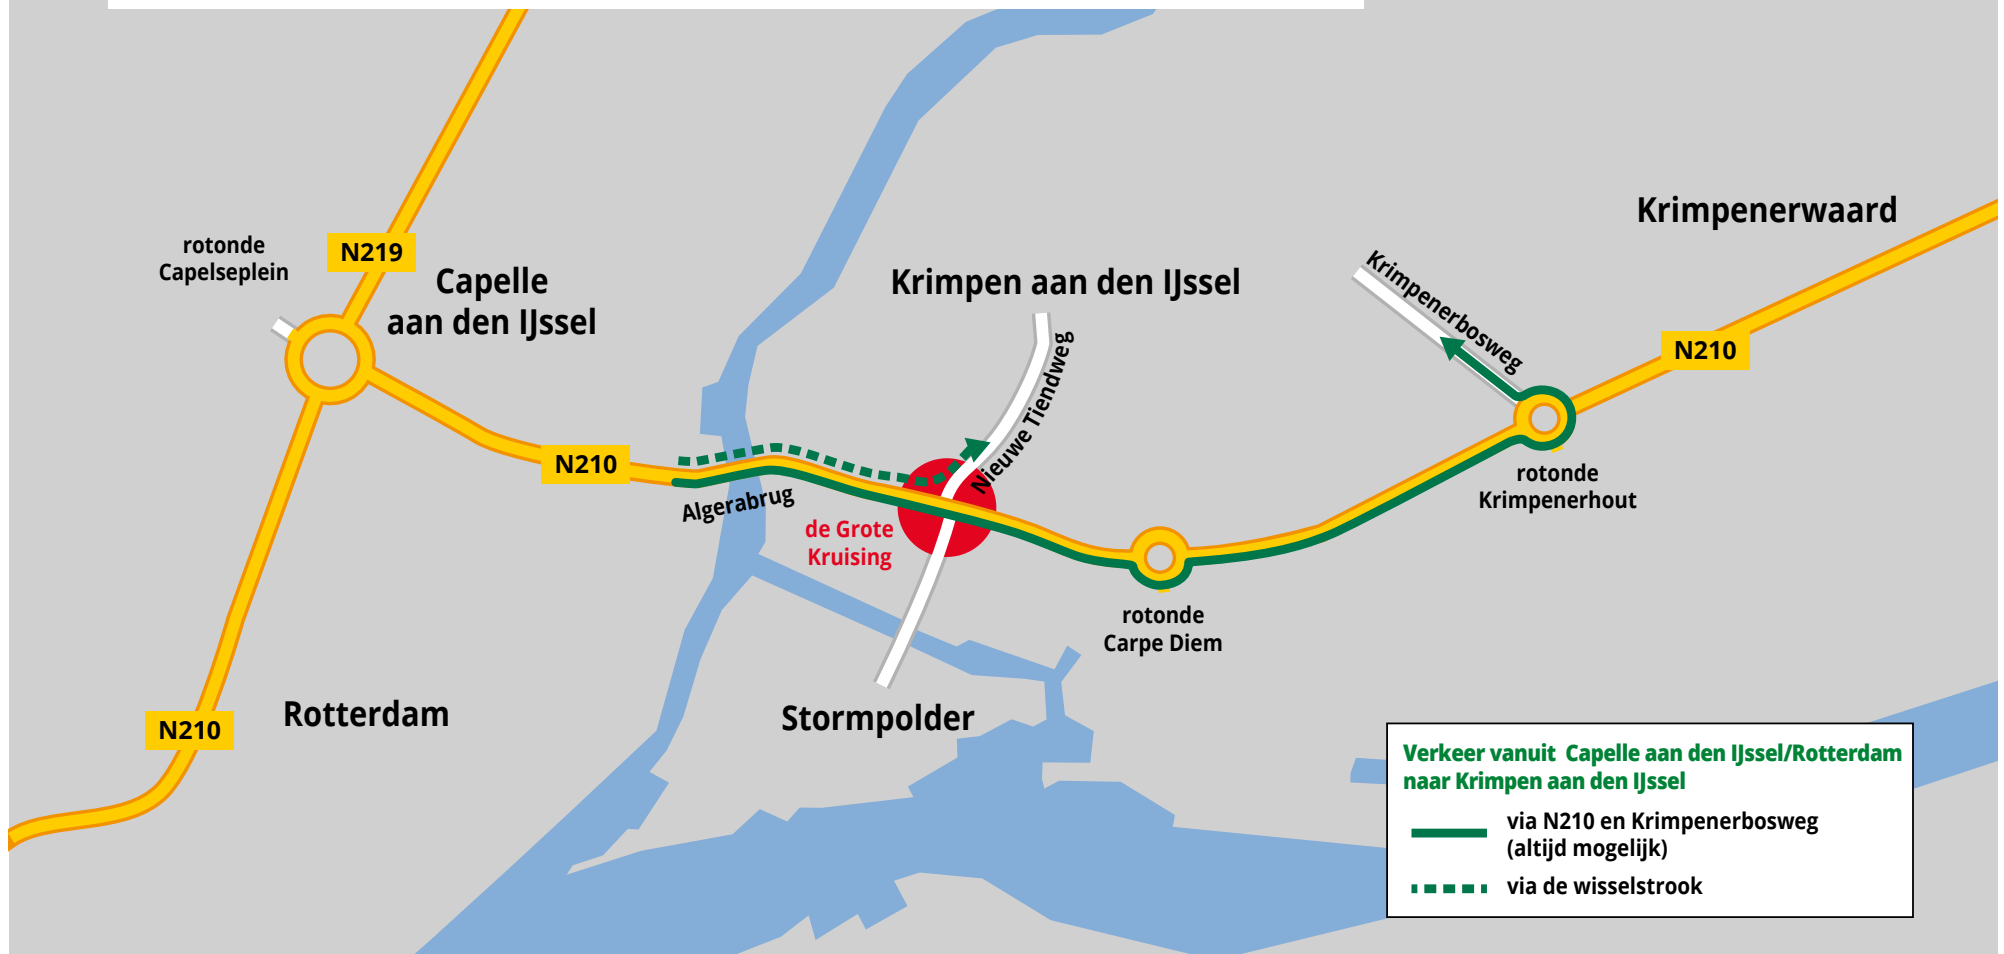 Krimpenerwaard
rotonde
Capelseplein
N219
Capelle
aan den IJssel
Krimpen aan den IJssel
Krimpenerbosweg
N210
Nieuwe Tiendweg
N210
Algerabrug
de Grote
Kruising
rotonde
Krimpenerhout
rotonde
Carpe Diem
Rotterdam
N210
Stormpolder
Verkeer vanuit Capelle aan den IJssel/Rotterdam
naar Krimpen aan den IJssel
via N210 en Krimpenerbosweg
(altijd mogelijk)
via de wisselstrook